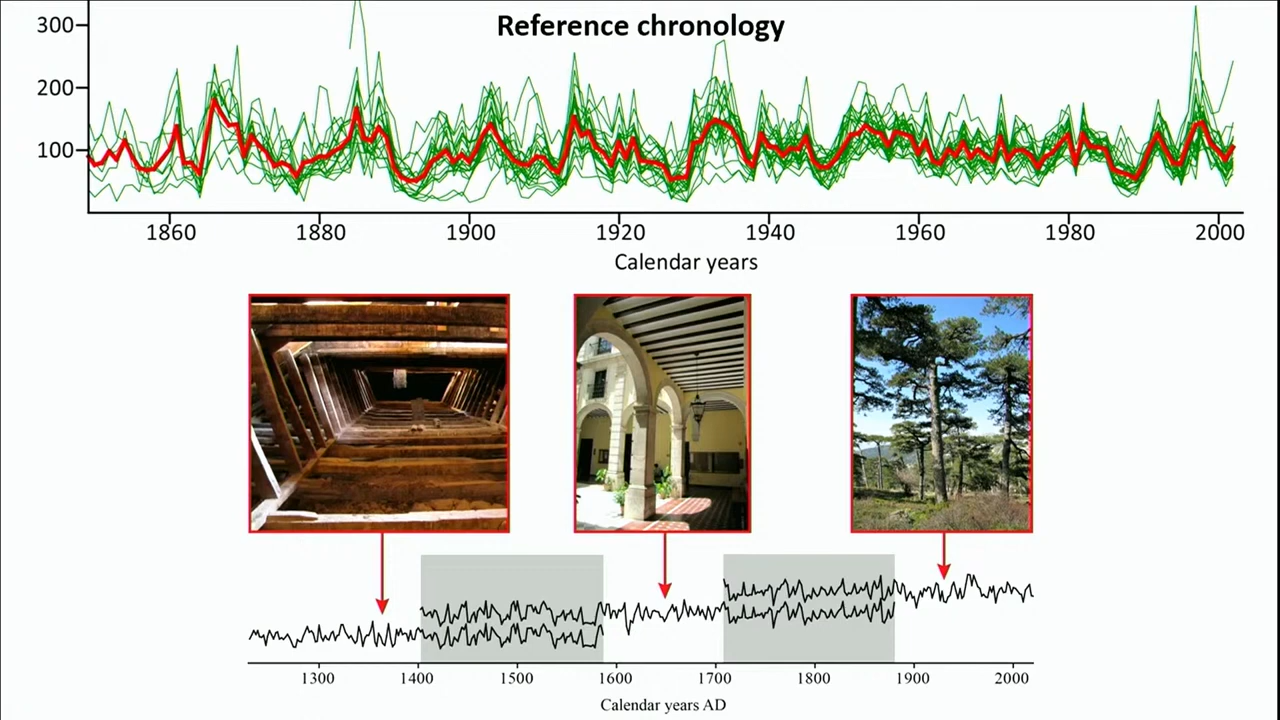 Reference chronology
300
200
100
1860 1880 1900 1920 1940 1960 1980 2000
Calendar years
1300 1400 1500 1600 1700 1800 1900 2000
Calendar years AD